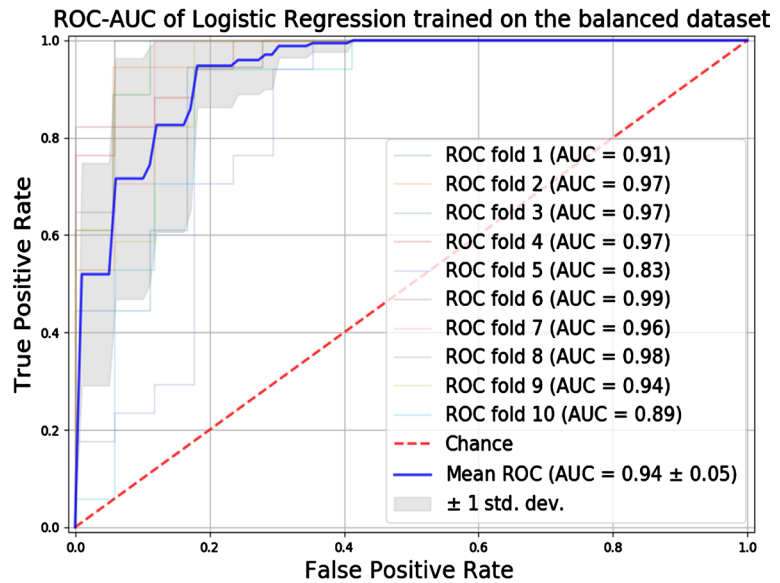 ROC-AUC of Logistic Regression trained on the balanced dataset
True Positive Rate
1.0
0.8
0.6
0.4
0.2
0.0
ROC fold 1 (AUC = 0.91)
ROC fold 2 (AUC = 0.97)
ROC fold 3 (AUC = 0.97)
ROC fold 4 (AUC = 0.97)
ROC fold 5 (AUC = 0.83)
ROC fold 6 (AUC = 0.99)
ROC fold 7 (AUC = 0.96)
ROC fold 8 (AUC = 0.98)
ROC fold 9 (AUC = 0.94)
ROC fold 10 (AUC = 0.89)
Chance
Mean ROC (AUC = 0.94 ± 0.05)
± 1 std. dev.
0.0 0.2 0.4 0.6 0.8 1.0
False Positive Rate